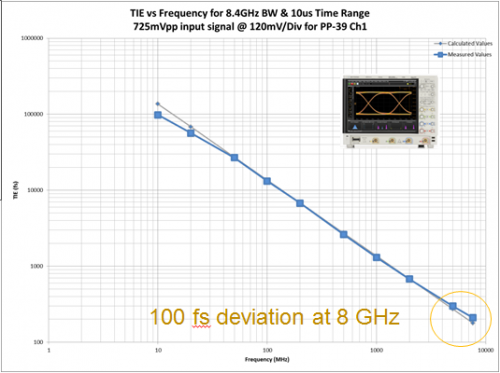 TIE vs Frequency for 8.4GHz BW & 10us Time Range
725mVpp input signal @ 120mV/Div for PP-39 Ch1
1000000
Calculated Values
Measured Values
100000
10000
TIE (fs)
1000
100 fs deviation at 8 GHz
100
1
10
100
1000
10000
Frequency (MHz)